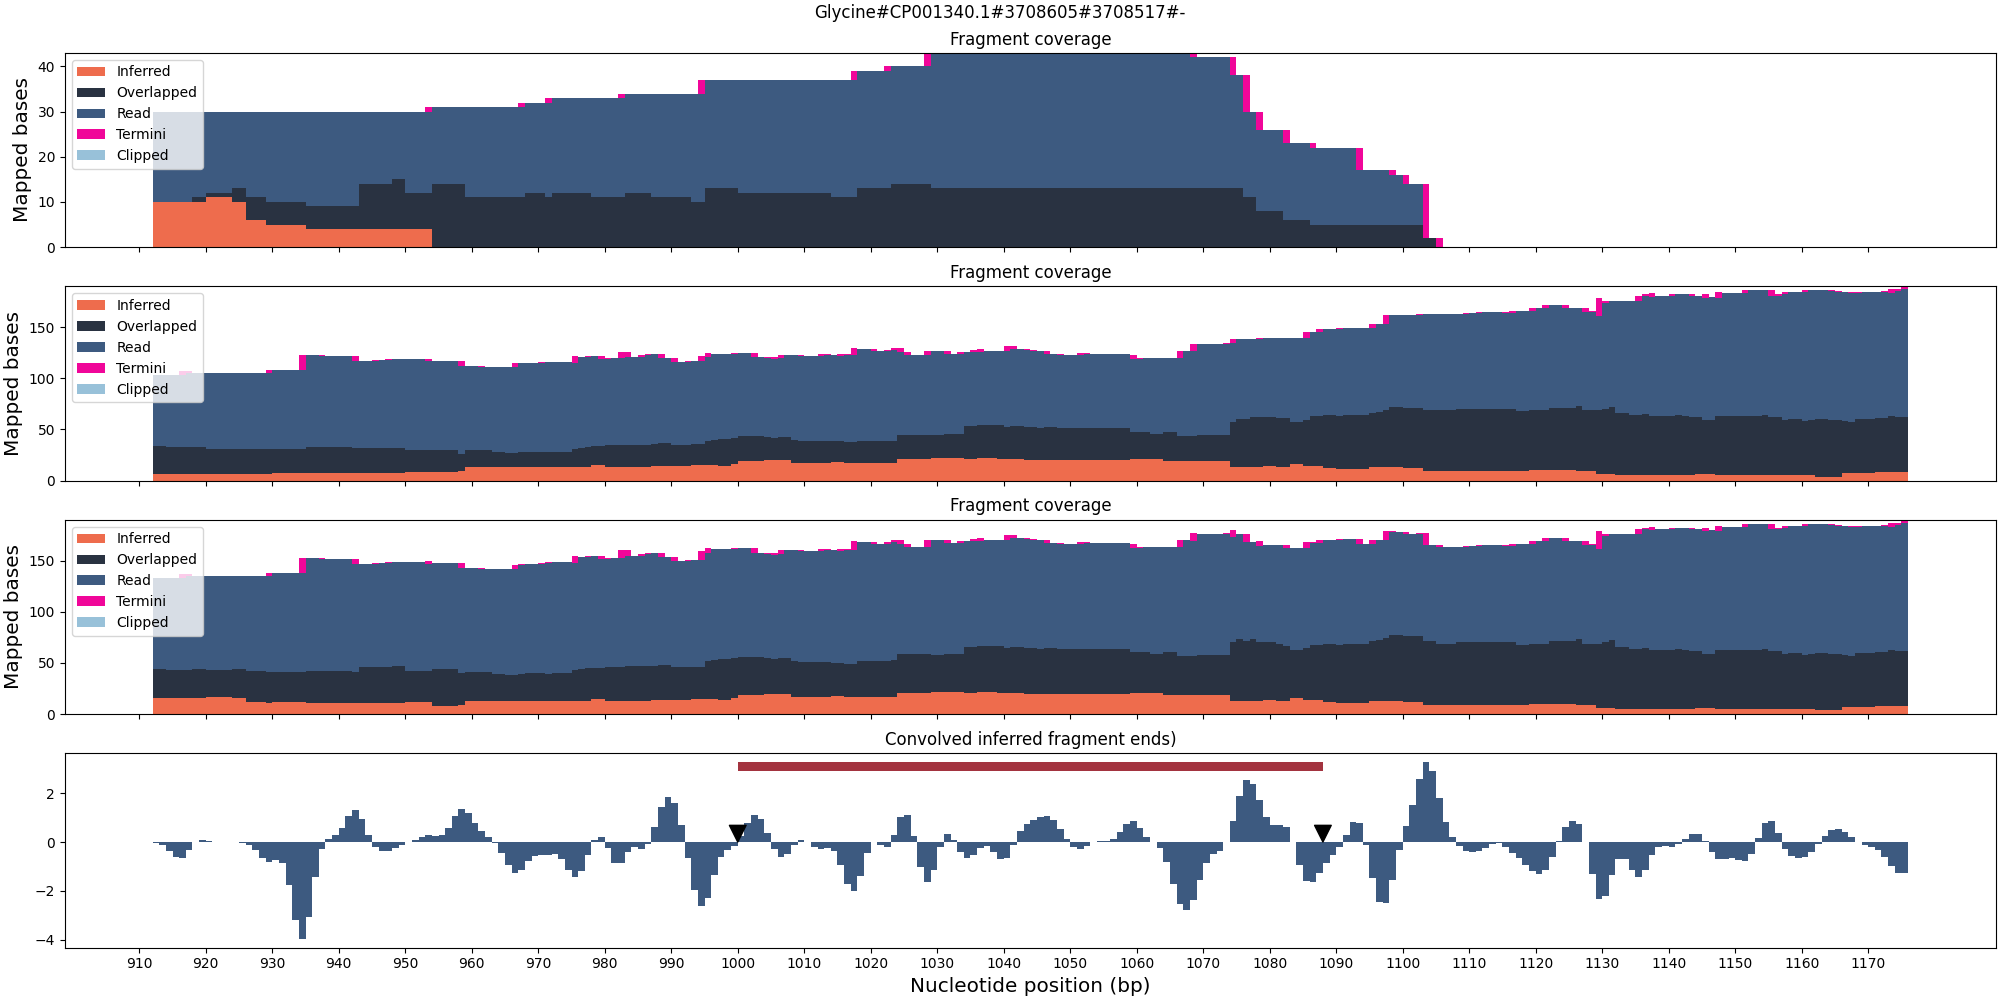 Glycine#CP001340.1#3708605#3708517#-
Fragment coverage
Mapped bases
40
30
20
10
0
Inferred
Overlapped
Read
Termini
Clipped
Fragment coverage
Mapped bases
150
100
50
0
Inferred
Overlapped
Read
Termini
Clipped
Fragment coverage
Mapped bases
150
100
50
0
Inferred
Overlapped
Read
Termini
Clipped
Convolved inferred fragment ends)
2
0
−2
−4
910 920 930 940 950 960 970 980 990 1000 1010 1020 1030 1040 1050 1060 1070 1080 1090 1100 1110 1120 1130 1140 1150 1160 1170
Nucleotide position (bp)